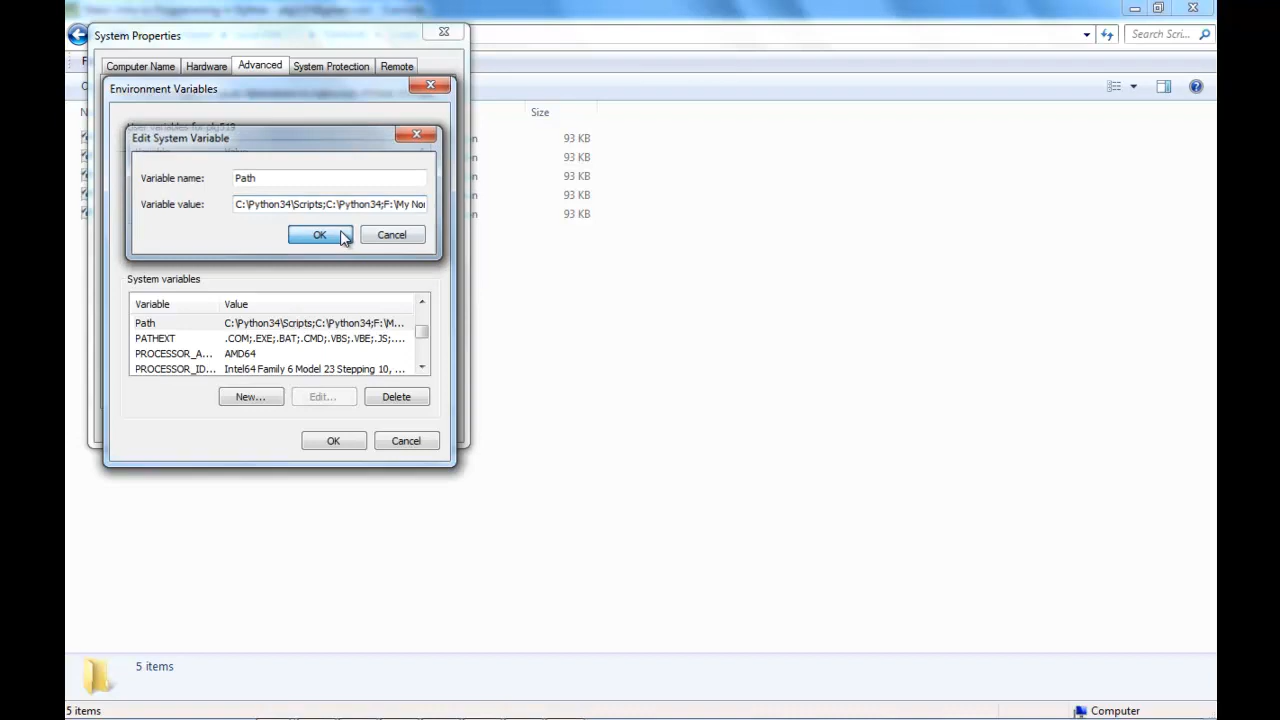 System Properties
Search Scri...
Computer Name Hardware Advanced System Protection Remote
Environment Variables
Size
Edit System Variable
Variable name: Path
Variable value: C:\Python34\Scripts;C:\Python34;F:\My Nor
OK Cancel
93 KB
93 KB
93 KB
93 KB
93 KB
System variables
Variable Value
Path C:\Python34\Scripts;C:\Python34;F:\M...
PATHEXT .COM;.EXE;.BAT;.CMD;.VBS;.VBE;.JS;....
PROCESSOR_A... AMD64
PROCESSOR_ID... Intel64 Family 6 Model 23 Stepping 10, ...
New... Edit... Delete
OK Cancel
5 items
5 items
Computer